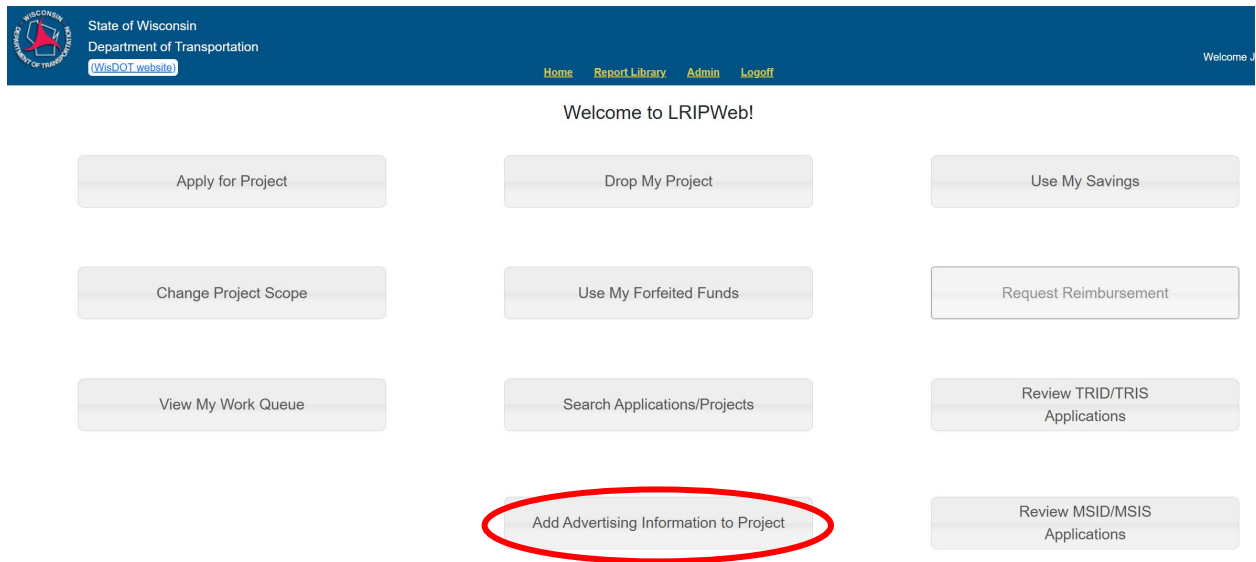 WISCONSIN
DEPARTMENT OF TRANSPORTATION
State of Wisconsin
Department of Transportation
(WisDOT website)
Home Report Library Admin Logoff
Welcome J
Welcome to LRIPWeb!
Apply for Project
Drop My Project
Use My Savings
Change Project Scope
Use My Forfeited Funds
Request Reimbursement
View My Work Queue
Search Applications/Projects
Review TRID/TRIS
Applications
Add Advertising Information to Project
Review MSID/MSIS
Applications